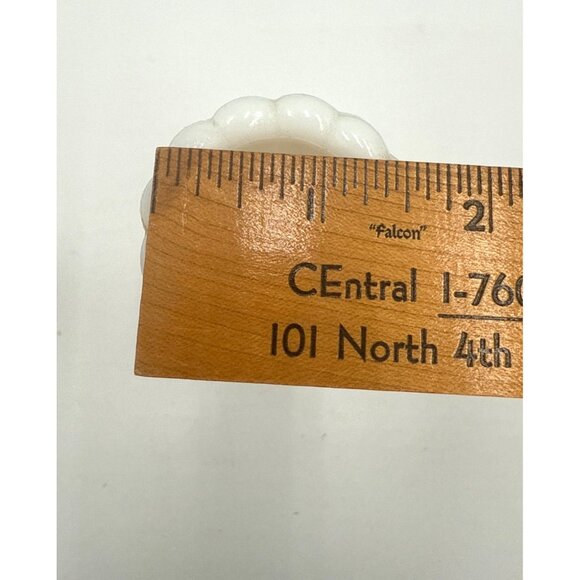 1 2
"Falcon"
CEntral 1-760
101 North 4th